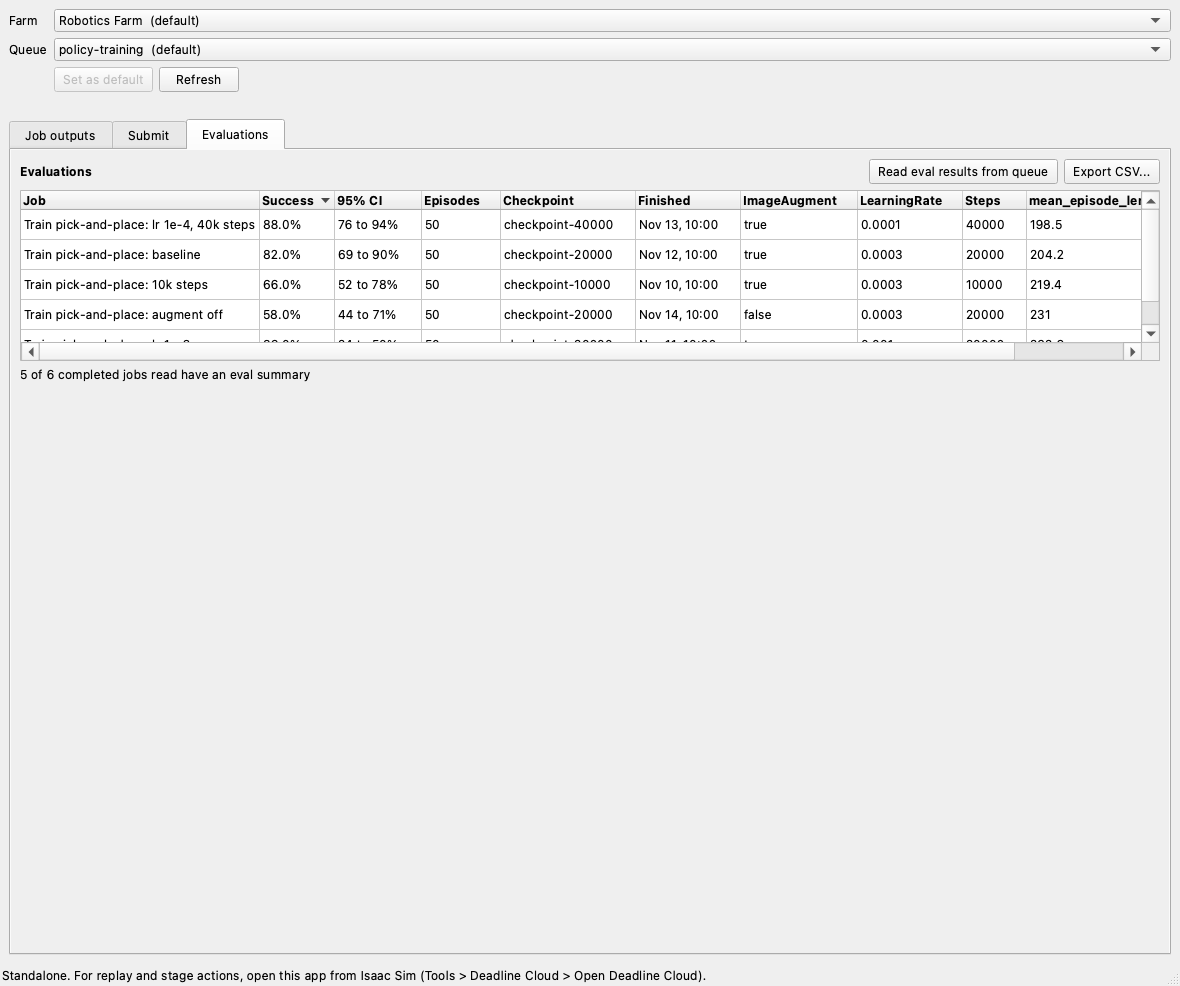 Farm Robotics Farm (default)
Queue policy-training (default)
Set as default Refresh
Job outputs Submit Evaluations
Evaluations Read eval results from queue Export CSV...
Job Success 95% CI Episodes Checkpoint Finished ImageAugment LearningRate Steps
Train pick-and-place: lr 1e-4, 40k steps 88.0% 76 to 94% 50 checkpoint-40000 Nov 13, 10:00 true 0.0001 40000 198.5
Train pick-and-place: baseline 82.0% 69 to 90% 50 checkpoint-20000 Nov 12, 10:00 true 0.0003 20000 204.2
Train pick-and-place: 10k steps 66.0% 52 to 78% 50 checkpoint-10000 Nov 10, 10:00 true 0.0003 10000 219.4
Train pick-and-place: augment off 58.0% 44 to 71% 50 checkpoint-20000 Nov 14, 10:00 false 0.0003 20000 231
5 of 6 completed jobs read have an eval summary
Standalone. For replay and stage actions, open this app from Isaac Sim (Tools > Deadline Cloud > Open Deadline Cloud).